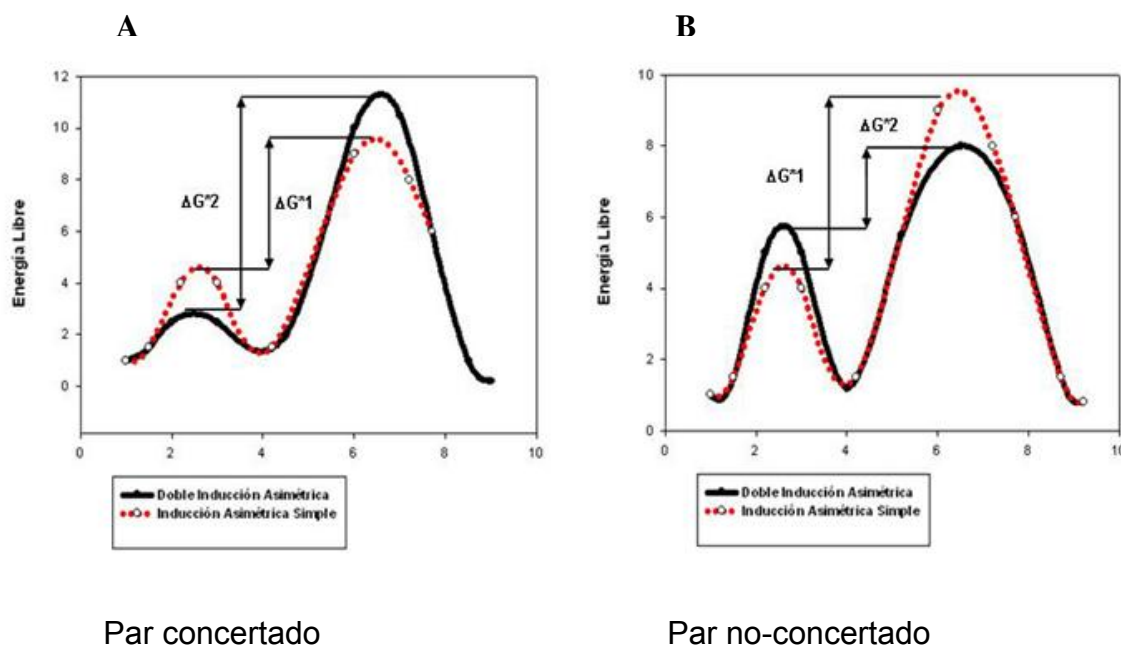 A
B
12
10
8
6
4
2
0
Energía Libre
ΔG*2
ΔG*1
0 2 4 6 8 10
Doble Inducción Asimétrica
Inducción Asimétrica Simple
10
8
6
4
2
0
Energía Libre
ΔG*2
ΔG*1
0 2 4 6 8 10
Doble Inducción Asimétrica
Inducción Asimétrica Simple
Par concertado
Par no-concertado